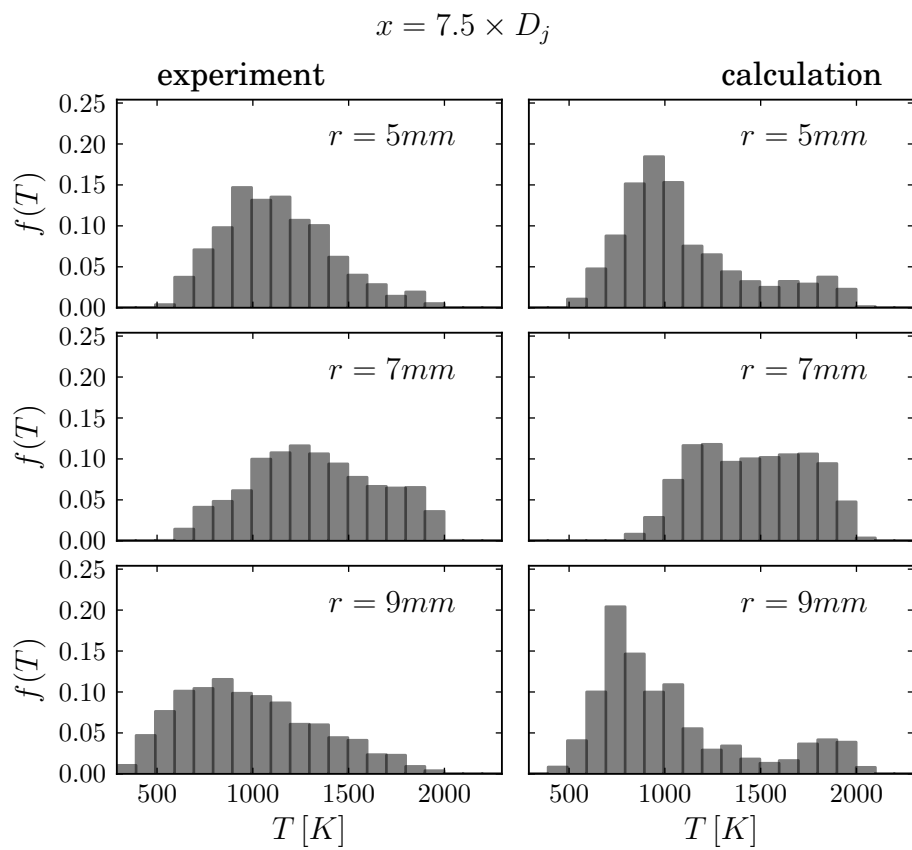 x = 7.5 × D_j
experiment
calculation
0.25
0.20
0.15
0.10
0.05
0.00
f(T)
r = 5mm
r = 5mm
0.25
0.20
0.15
0.10
0.05
0.00
f(T)
r = 7mm
r = 7mm
0.25
0.20
0.15
0.10
0.05
0.00
f(T)
r = 9mm
r = 9mm
500 1000 1500 2000
500 1000 1500 2000
T [K]
T [K]